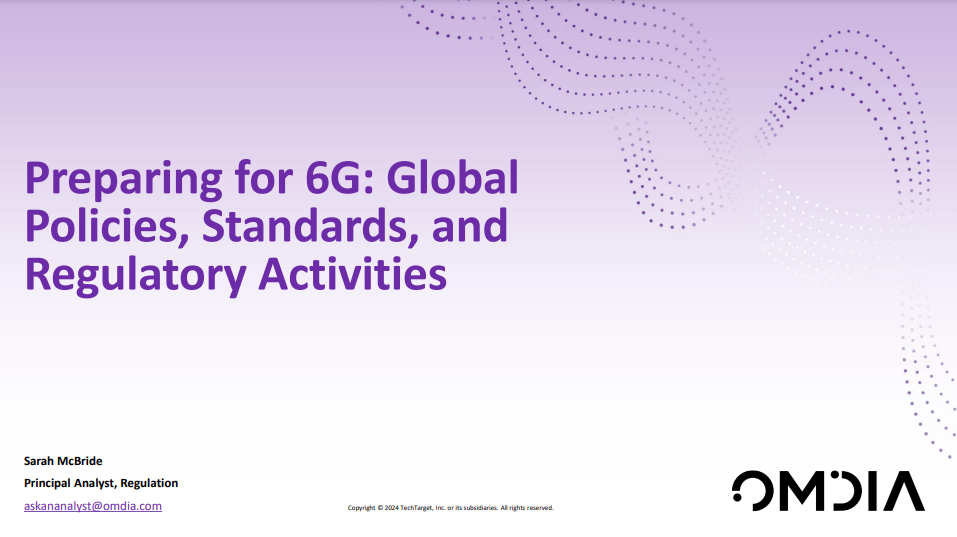 Preparing for 6G: Global
Policies, Standards, and
Regulatory Activities
Sarah McBride
Principal Analyst, Regulation
askananalyst@omdia.com
Copyright © 2024 TechTarget, Inc. or its subsidiaries. All rights reserved.
OMDIA